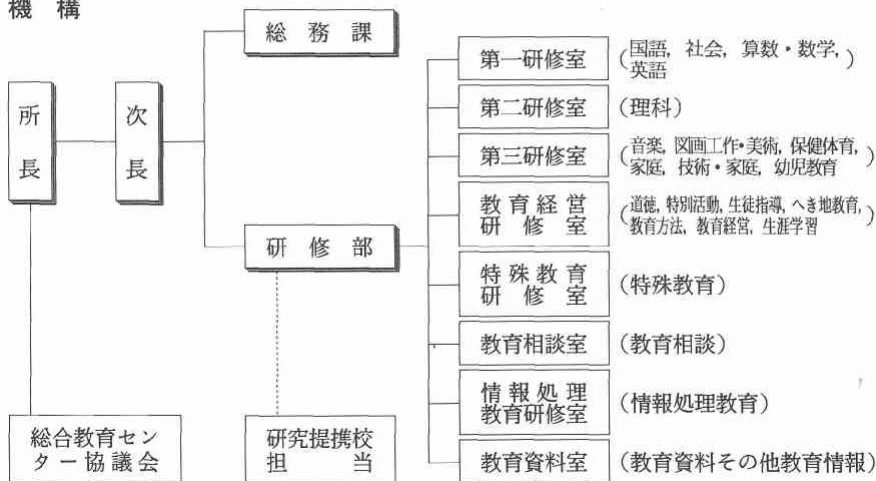 機 構
総 務 課
所長
次長
研 修 部
第一研修室 (国語, 社会, 算数・数学,
英語)
第二研修室 (理科)
第三研修室 (音楽, 図画工作・美術, 保健体育,
家庭, 技術・家庭, 幼児教育)
教育経営
研修室 (道徳, 特別活動, 生徒指導, へき地教育,
教育方法, 教育経営, 生涯学習)
特殊教育
研修室 (特殊教育)
教育相談室 (教育相談)
情報処理
教育研修室 (情報処理教育)
教育資料室 (教育資料その他教育情報)
総合教育セン
ター協議会
研究提携校
担 当